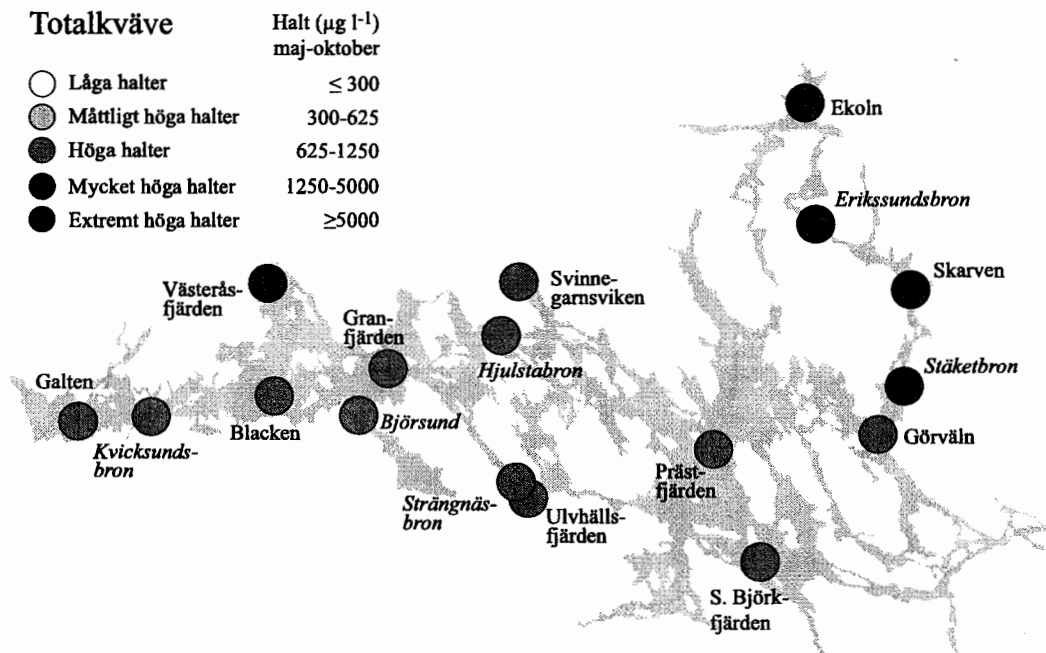 Totalkväve
Halt (µg l-1)
maj-oktober
Låga halter ≤ 300
Måttligt höga halter 300-625
Höga halter 625-1250
Mycket höga halter 1250-5000
Extremt höga halter ≥5000
Ekoln
Erikssundsbron
Skarven
Svinne-
garnsviken
Västerås-
fjärden
Gran-
fjärden
Hjulstabron
Stäketbron
Galten
Björsund
Blacken
Görväln
Kvicksunds-
bron
Präst-
fjärden
Strängnäs-
bron
Ulvhälls-
fjärden
S. Björk-
fjärden